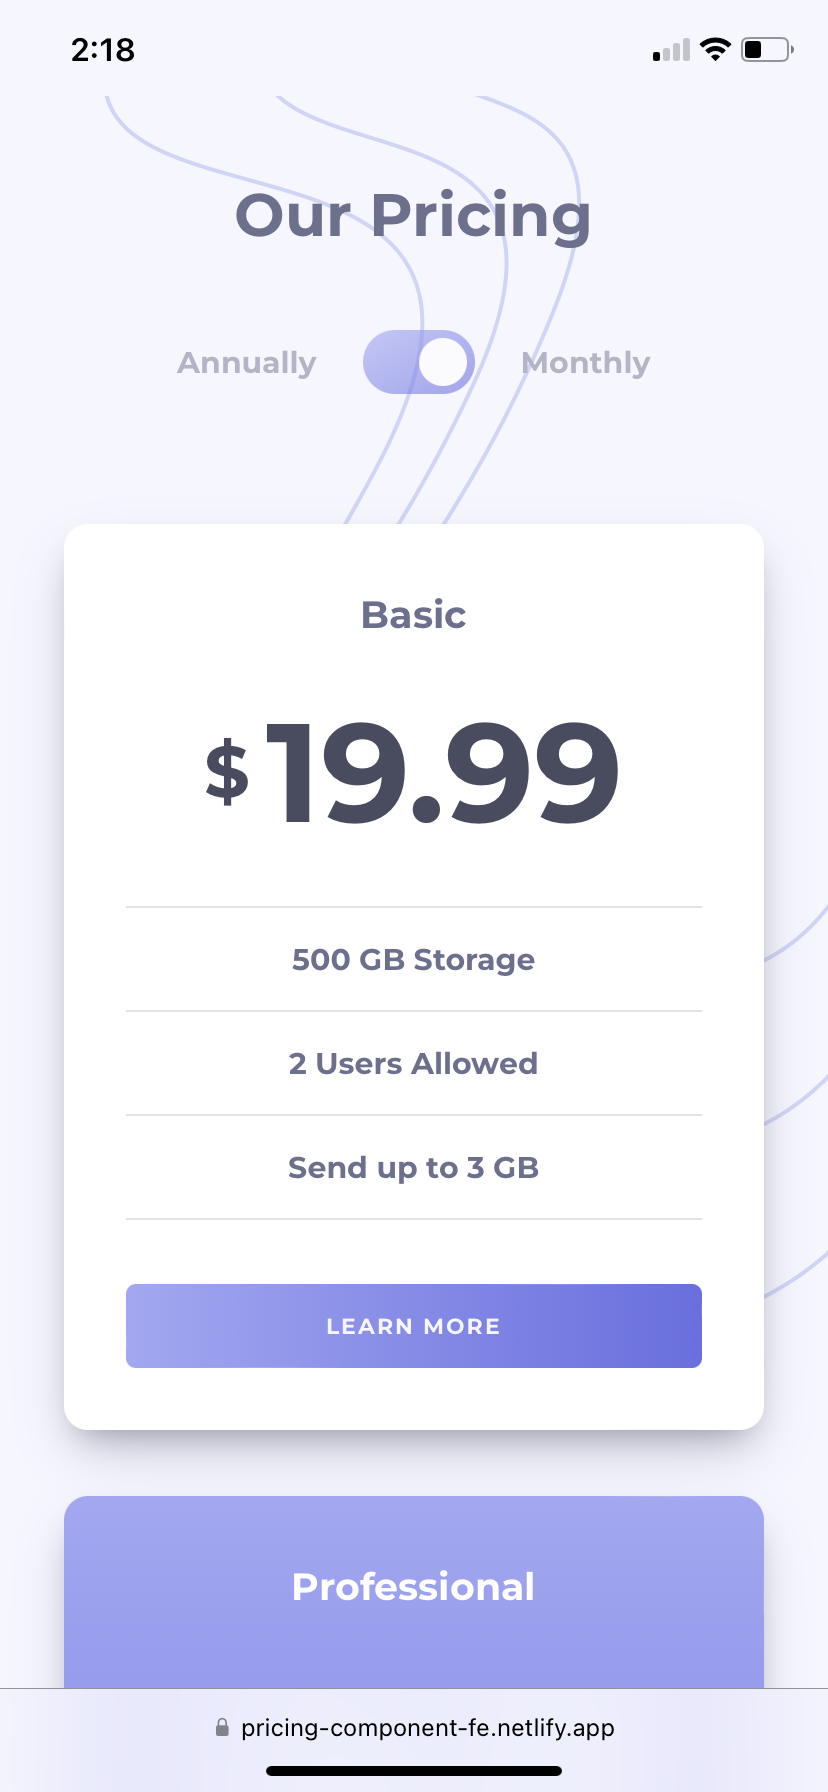 2:18
Our Pricing
Annually Monthly
Basic
$ 19.99
500 GB Storage
2 Users Allowed
Send up to 3 GB
LEARN MORE
Professional
pricing-component-fe.netlify.app